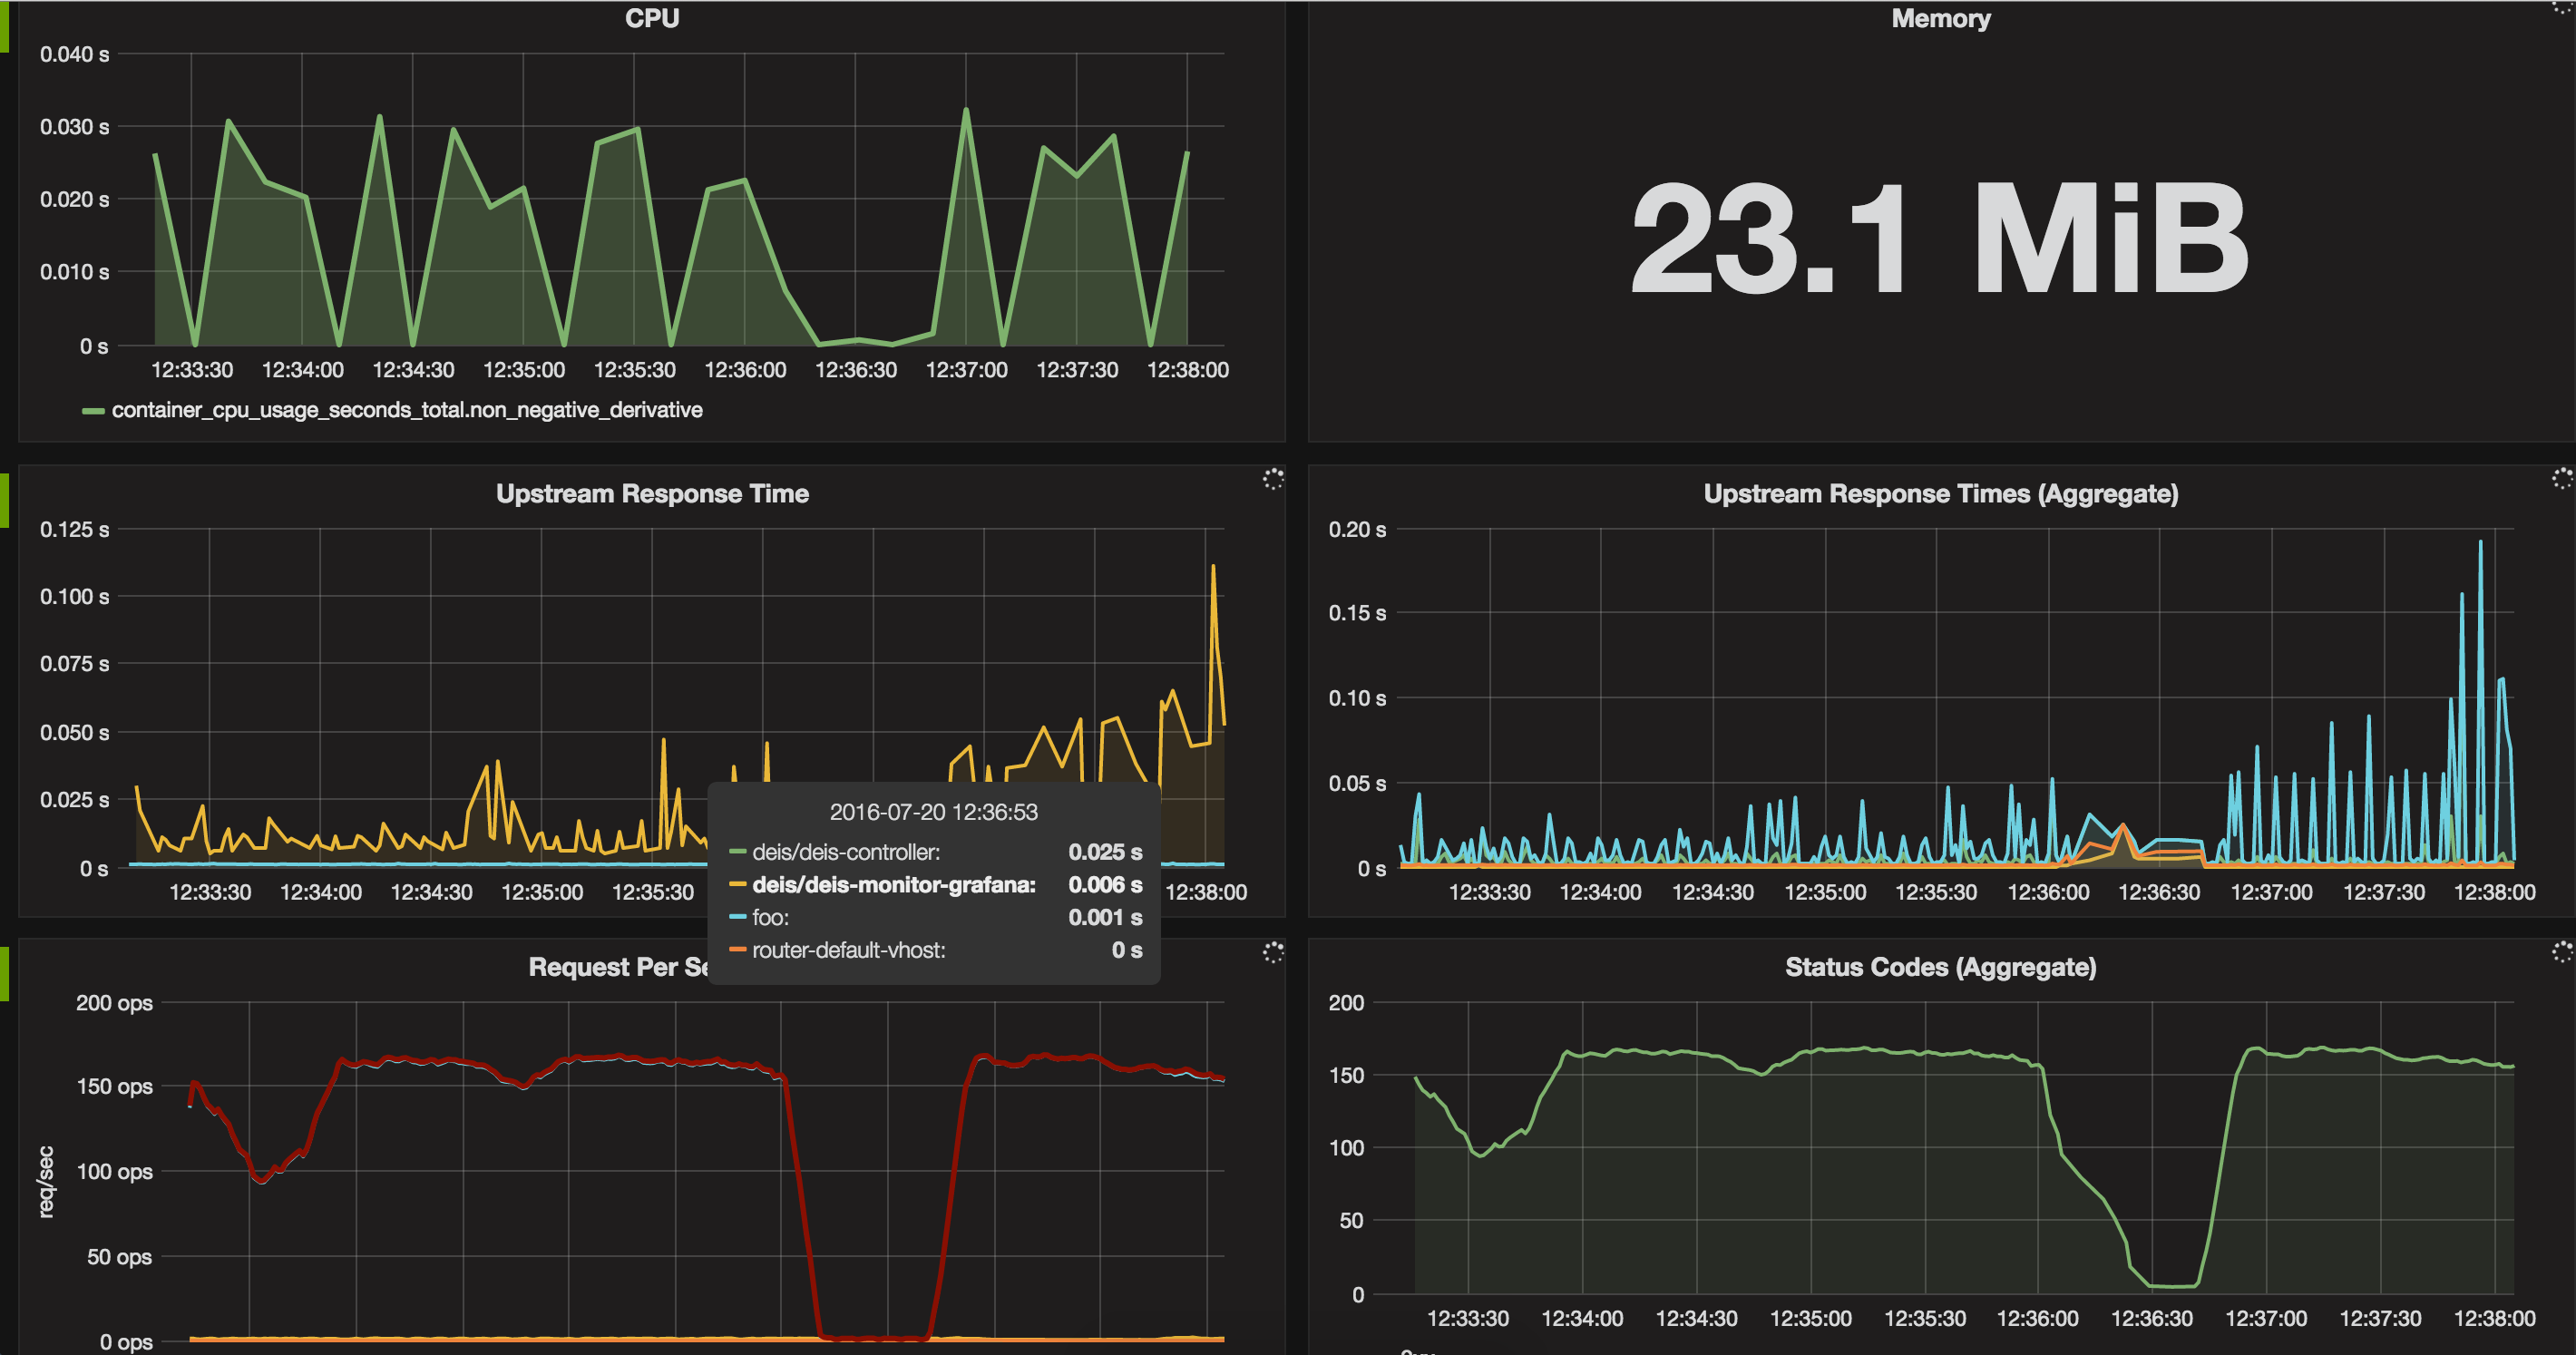 CPU
0.040 s
0.030 s
0.020 s
0.010 s
0 s
12:33:30 12:34:00 12:34:30 12:35:00 12:35:30 12:36:00 12:36:30 12:37:00 12:37:30 12:38:00
container_cpu_usage_seconds_total.non_negative_derivative
Memory
23.1 MiB
Upstream Response Time
0.125 s
0.100 s
0.075 s
0.050 s
0.025 s
0 s
12:33:30 12:34:00 12:34:30 12:35:00 12:35:30 12:38:00
2016-07-20 12:36:53
deis/deis-controller: 0.025 s
deis/deis-monitor-grafana: 0.006 s
foo: 0.001 s
router-default-vhost: 0 s
Upstream Response Times (Aggregate)
0.20 s
0.15 s
0.10 s
0.05 s
0 s
12:33:30 12:34:00 12:34:30 12:35:00 12:35:30 12:36:00 12:36:30 12:37:00 12:37:30 12:38:00
Request Per Se
200 ops
150 ops
100 ops
50 ops
0 ops
req/sec
Status Codes (Aggregate)
200
150
100
50
0
12:33:30 12:34:00 12:34:30 12:35:00 12:35:30 12:36:00 12:36:30 12:37:00 12:37:30 12:38:00